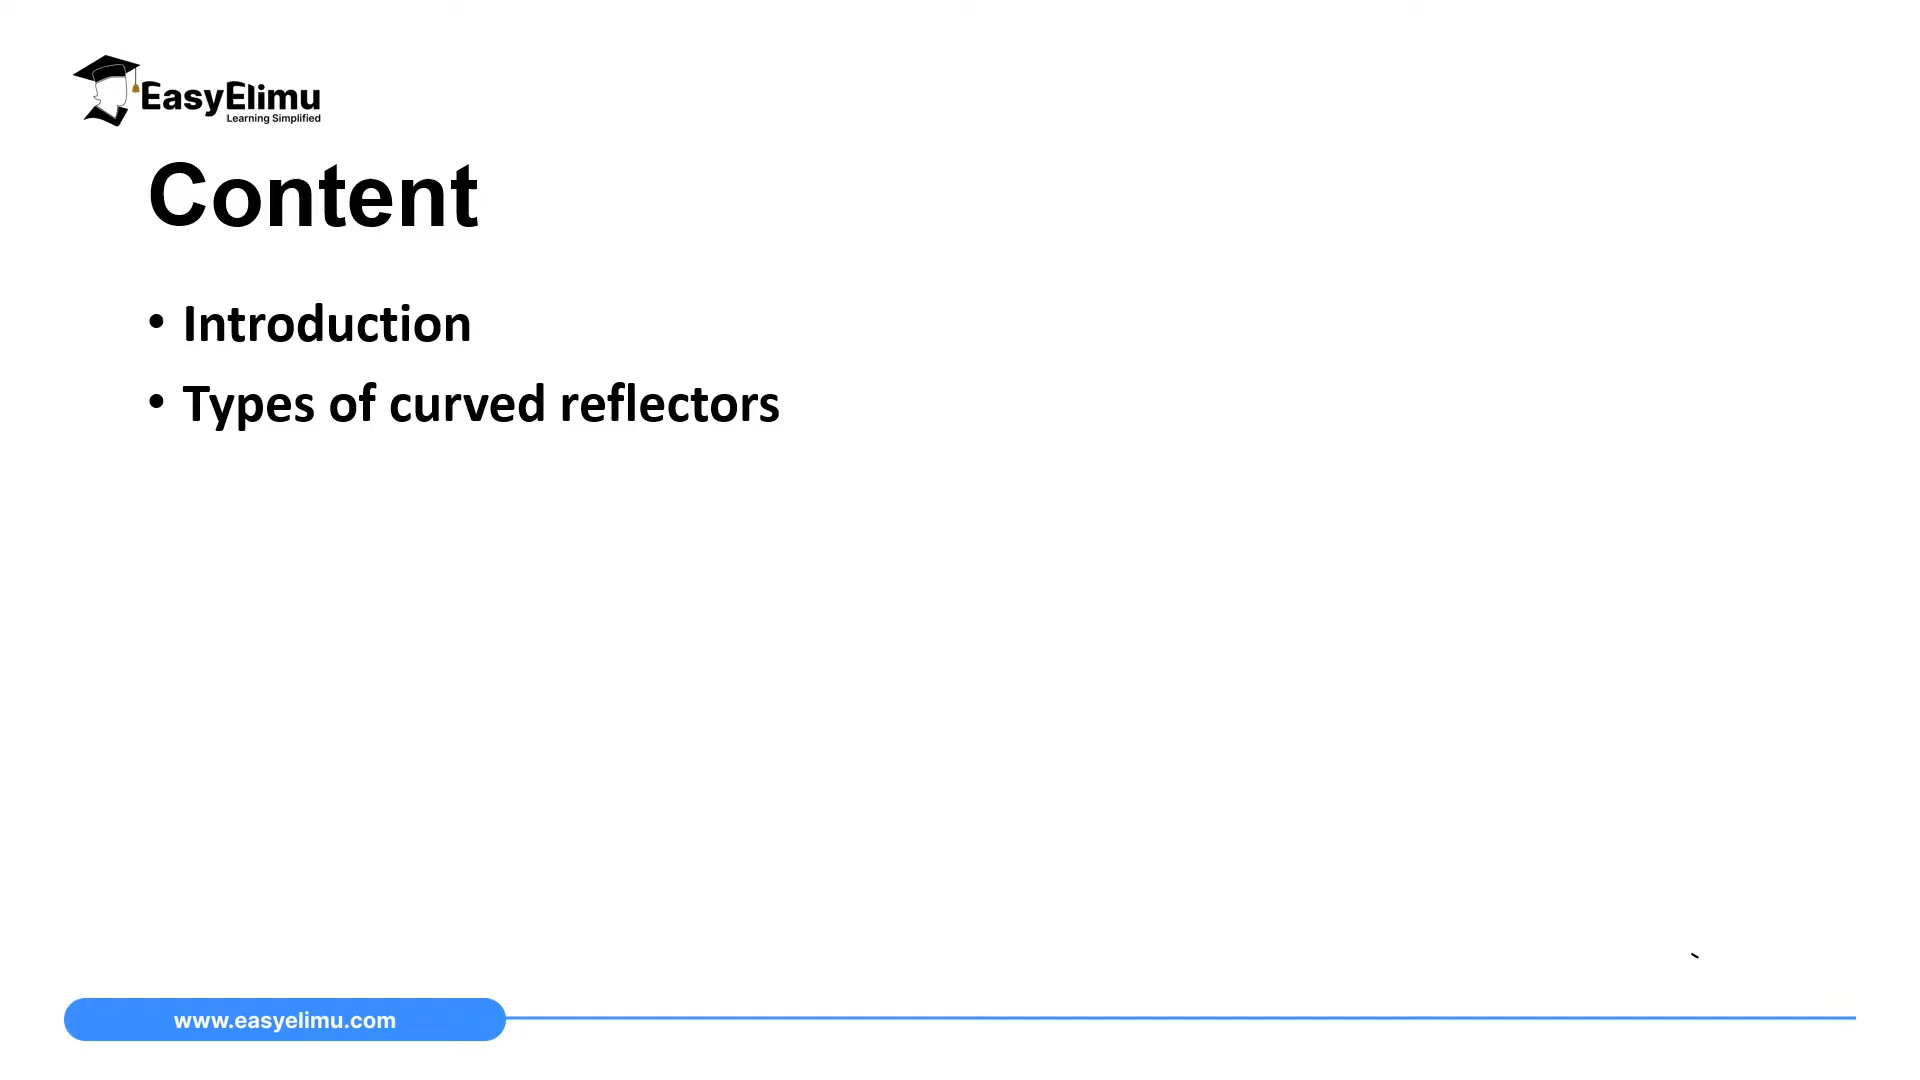 EasyElimu
Learning Simplified
Content
• Introduction
• Types of curved reflectors
www.easyelimu.com